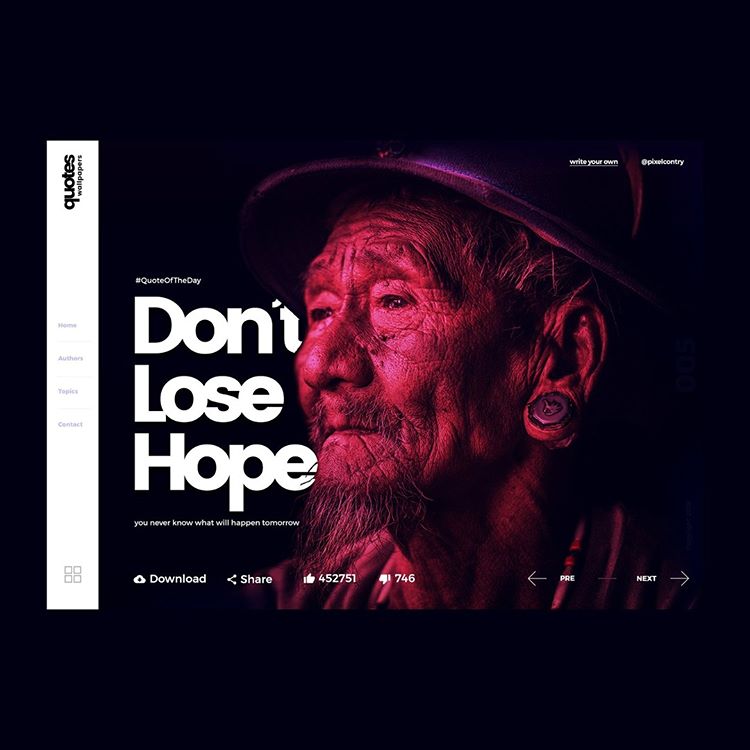 quotes
wallpapers
write your own
@pixelcontry
#QuoteOfTheDay
Don't
Lose
Hope
you never know what will happen tomorrow
Home
Authors
Topics
Contact
005
Download
Share
452751
746
PRE
NEXT